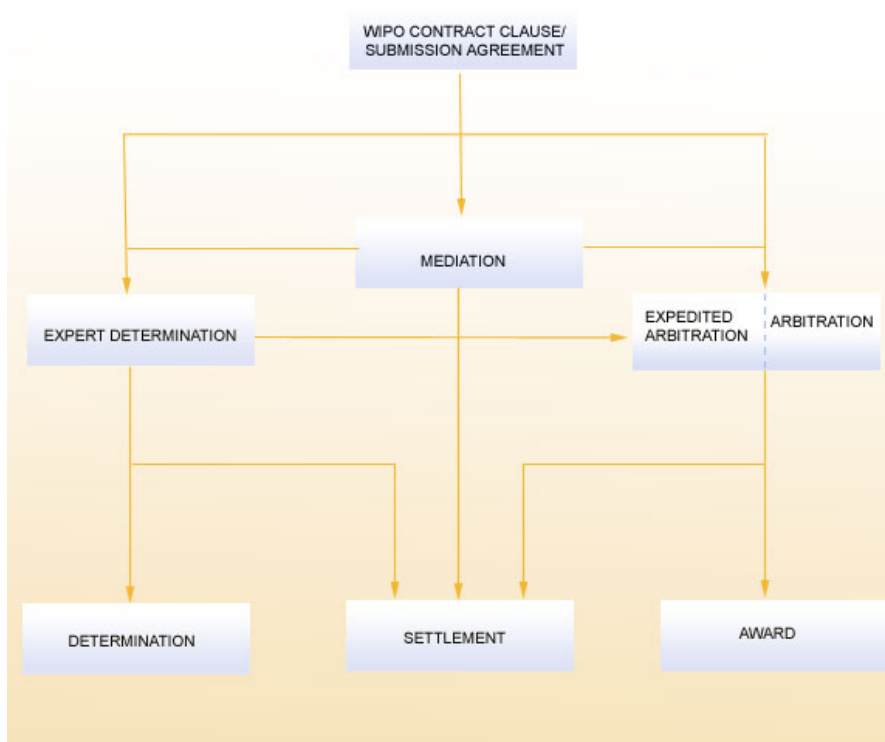 WIPO CONTRACT CLAUSE/
SUBMISSION AGREEMENT
MEDIATION
EXPERT DETERMINATION
EXPEDITED
ARBITRATION
ARBITRATION
DETERMINATION
SETTLEMENT
AWARD